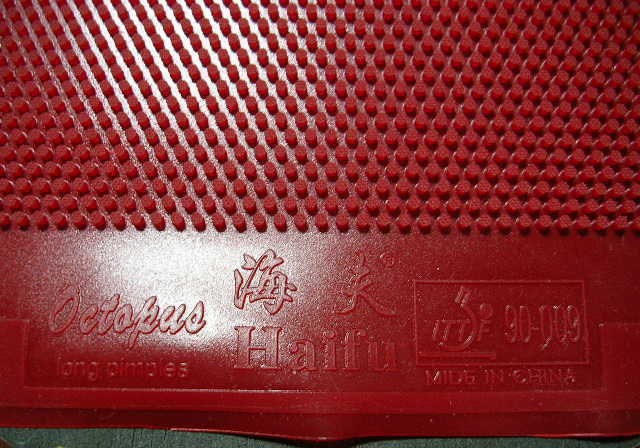 Octopus
long pimples
海夫®
Haifu
ITTF 90-009
MADE IN CHINA